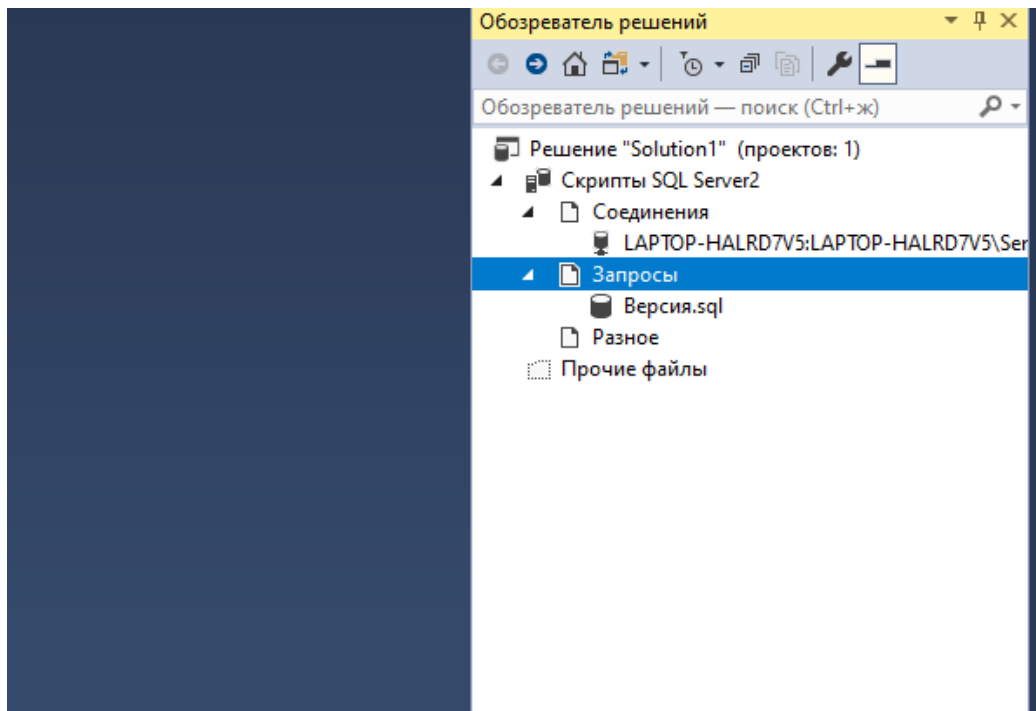 Обозреватель решений
Обозреватель решений — поиск (Ctrl+ж)
Решение "Solution1" (проектов: 1)
Скрипты SQL Server2
Соединения
LAPTOP-HALRD7V5:LAPTOP-HALRD7V5\Ser
Запросы
Версия.sql
Разное
Прочие файлы